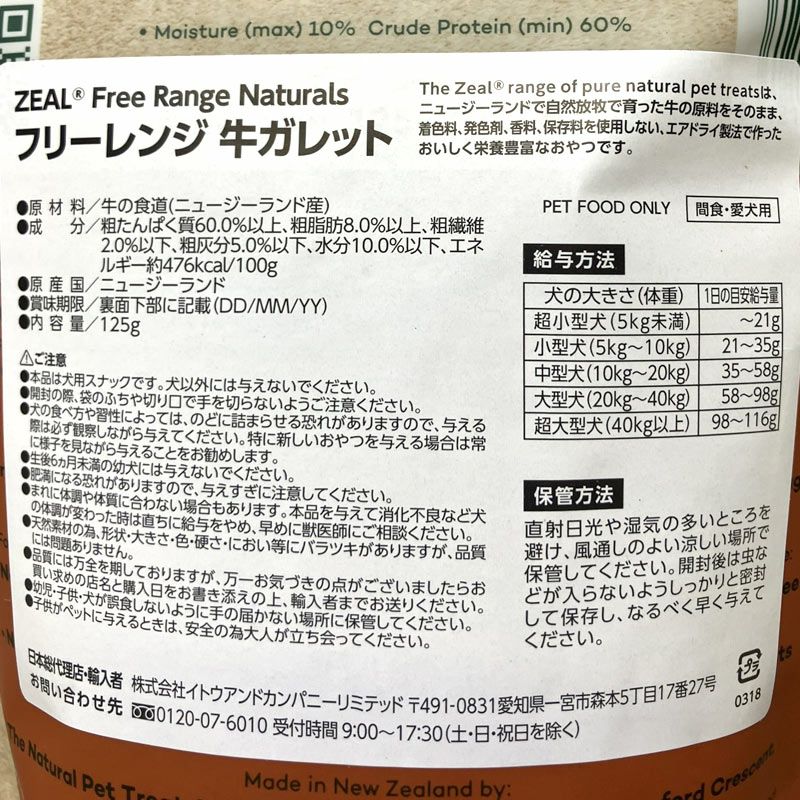 • Moisture (max) 10%  Crude Protein (min) 60%
ZEAL® Free Range Naturals
フリーレンジ 牛ガレット
The Zeal® range of pure natural pet treatsは、
ニュージーランドで自然放牧で育った牛の原料をそのまま、
着色料、発色剤、香料、保存料を使用しない、エアドライ製法で作った
おいしく栄養豊富なおやつです。
●原材料/牛の食道(ニュージーランド産)
●成分/粗たんぱく質60.0%以上、粗脂肪8.0%以上、粗繊維
2.0%以下、粗灰分5.0%以下、水分10.0%以下、エネ
ルギー約476kcal/100g
●原産国/ニュージーランド
●賞味期限/裏面下部に記載(DD/MM/YY)
●内容量/125g
PET FOOD ONLY 間食・愛犬用
給与方法
犬の大きさ(体重) 1日の目安給与量
超小型犬(5kg未満) ～21g
小型犬(5kg～10kg) 21～35g
中型犬(10kg～20kg) 35～58g
大型犬(20kg～40kg) 58～98g
超大型犬(40kg以上) 98～116g
⚠ご注意
●本品は犬用スナックです。犬以外には与えないでください。
●開封の際、袋のふちや切り口で手を切らないようご注意ください。
●犬の食べ方や習性によっては、のどに詰まらせる恐れがありますので、与える
際は必ず観察しながら与えてください。特に新しいおやつを与える場合は常
に様子を見ながら与えることをお勧めします。
●生後6ヵ月未満の幼犬には与えないでください。
●肥満になる恐れがありますので、与えすぎに注意してください。
●まれに体調や体質に合わない場合もあります。本品を与えて消化不良など犬
の体調が変わった時は直ちに給与をやめ、早めに獣医師にご相談ください。
●天然素材の為、形状・大きさ・色・硬さ・におい等にバラツキがありますが、品質
には問題ありません。
●品質には万全を期しておりますが、万一お気づきの点がございましたらお
買い求めの店名と購入日をお書き添えの上、輸入者までお送りください。
●幼児・子供・犬が誤食しないように手の届かない場所に保管してください。
●子供がペットに与えるときは、安全の為大人が立ち会ってください。
保管方法
直射日光や湿気の多いところを
避け、風通しのよい涼しい場所で
保管してください。開封後は虫な
どが入らないようしっかりと密封
して保存し、なるべく早く与えて
ください。
日本総代理店・輸入者 株式会社イトウアンドカンパニーリミテッド 〒491-0831愛知県一宮市森本5丁目17番27号
お問い合わせ先 0120-07-6010 受付時間 9:00～17:30(土・日・祝日を除く)
プラ
0318
The Natural Pet Treat
Made in New Zealand by:
ford Crescent,